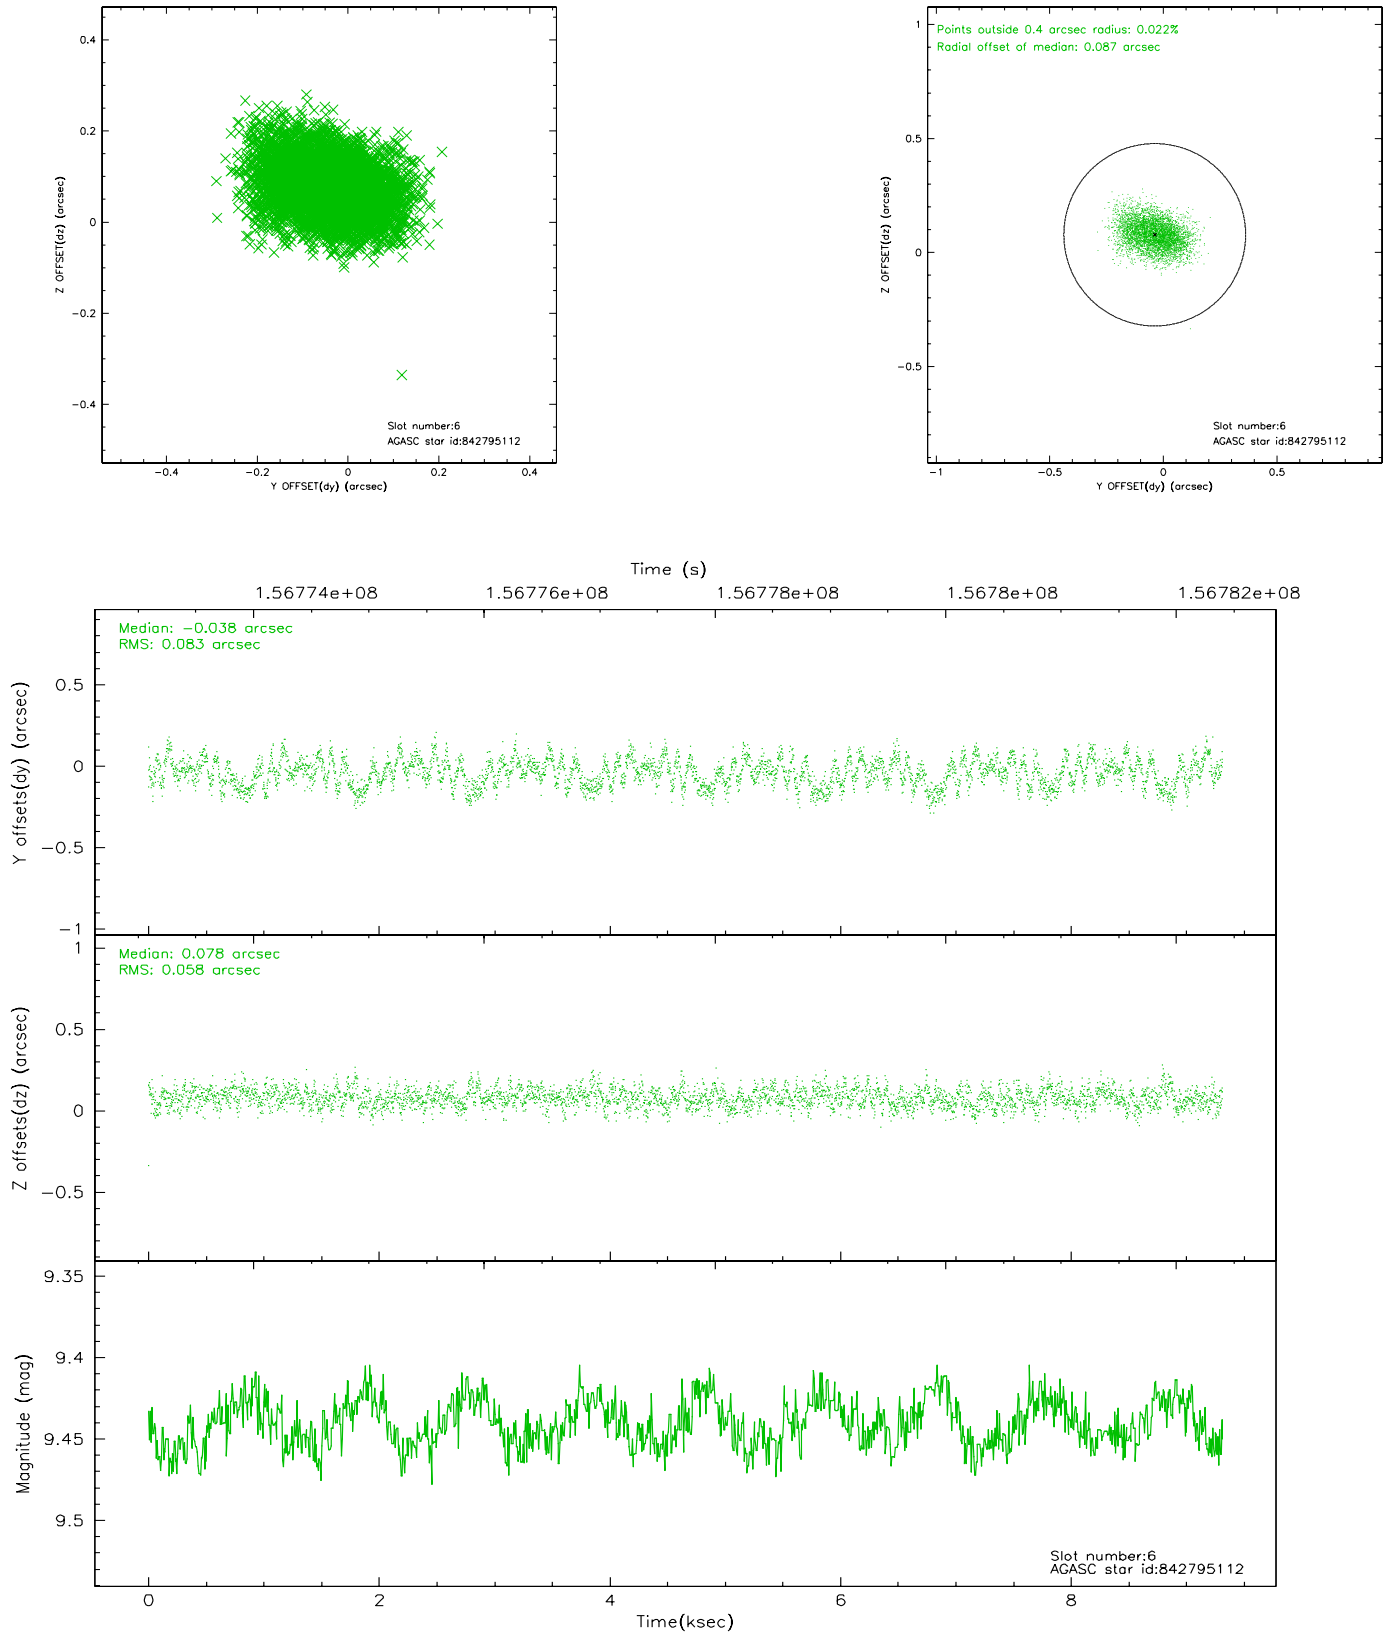 0.4
0.2
0
−0.2
−0.4
Z OFFSET(dz) (arcsec)
Slot number:6
AGASC star id:842795112
−0.4 −0.2 0 0.2 0.4
Y OFFSET(dy) (arcsec)
Points outside 0.4 arcsec radius: 0.022%
Radial offset of median: 0.087 arcsec
1
0.5
0
−0.5
Z OFFSET(dz) (arcsec)
Slot number:6
AGASC star id:842795112
−1 −0.5 0 0.5
Y OFFSET(dy) (arcsec)
Time (s)
1.56774e+08 1.56776e+08 1.56778e+08 1.5678e+08 1.56782e+08
Median: −0.038 arcsec
RMS: 0.083 arcsec
0.5
0
−0.5
−1
Y offsets(dy) (arcsec)
Median: 0.078 arcsec
RMS: 0.058 arcsec
1
0.5
0
−0.5
Z offsets(dz) (arcsec)
9.35
9.4
9.45
9.5
Magnitude (mag)
Slot number:6
AGASC star id:842795112
0 2 4 6 8
Time(ksec)